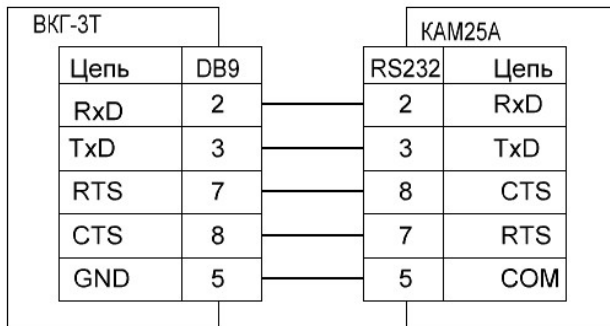 ВКГ-3Т КАМ25А
Цепь DB9 RS232 Цепь
RxD 2 2 RxD
TxD 3 3 TxD
RTS 7 8 CTS
CTS 8 7 RTS
GND 5 5 COM